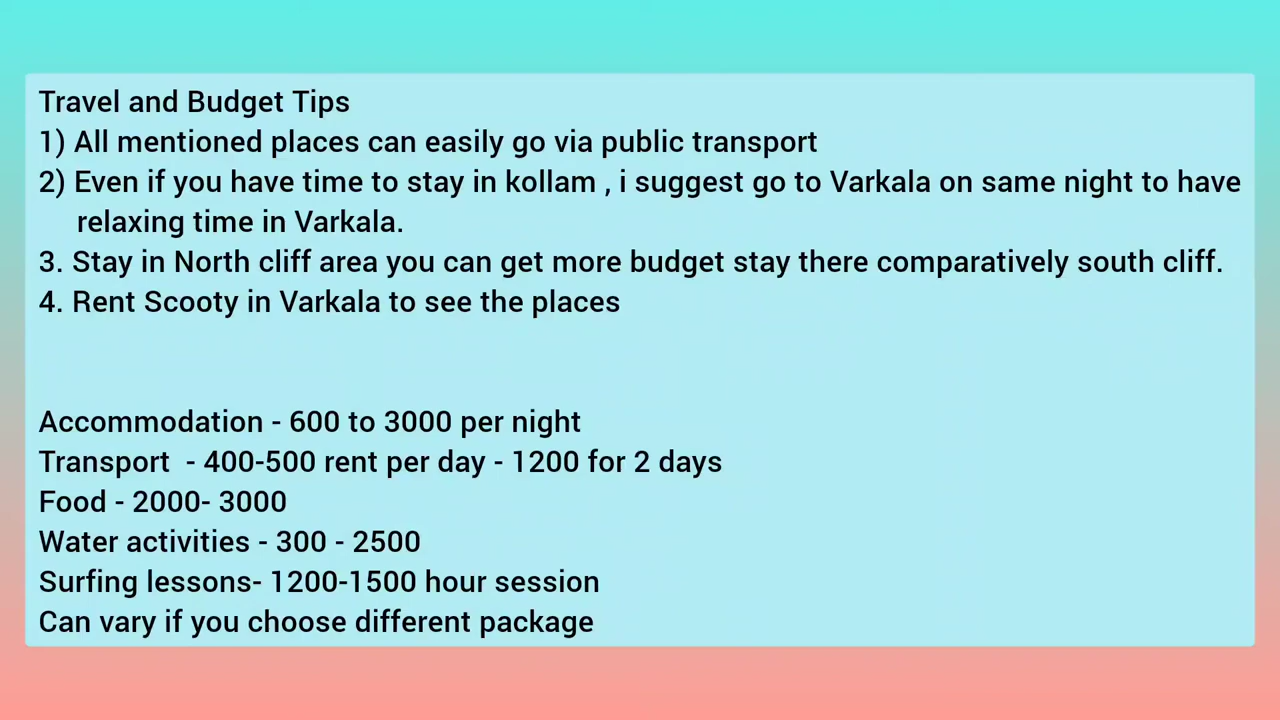 Travel and Budget Tips
1) All mentioned places can easily go via public transport
2) Even if you have time to stay in kollam , i suggest go to Varkala on same night to have
relaxing time in Varkala.
3. Stay in North cliff area you can get more budget stay there comparatively south cliff.
4. Rent Scooty in Varkala to see the places
Accommodation - 600 to 3000 per night
Transport  - 400-500 rent per day - 1200 for 2 days
Food - 2000- 3000
Water activities - 300 - 2500
Surfing lessons- 1200-1500 hour session
Can vary if you choose different package